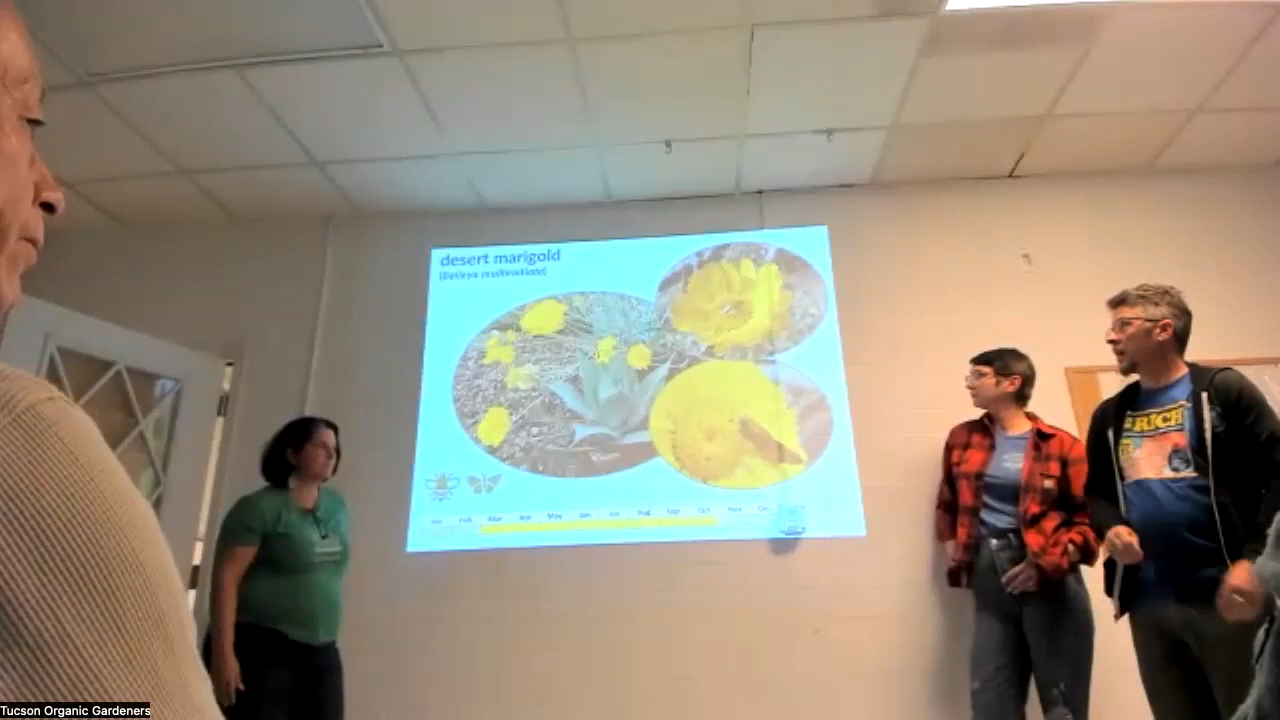 desert marigold
(Baileya multiradiata)
Jan Feb Mar Apr May Jun Jul Aug Sep Oct Nov Dec
RICH
Tucson Organic Gardeners